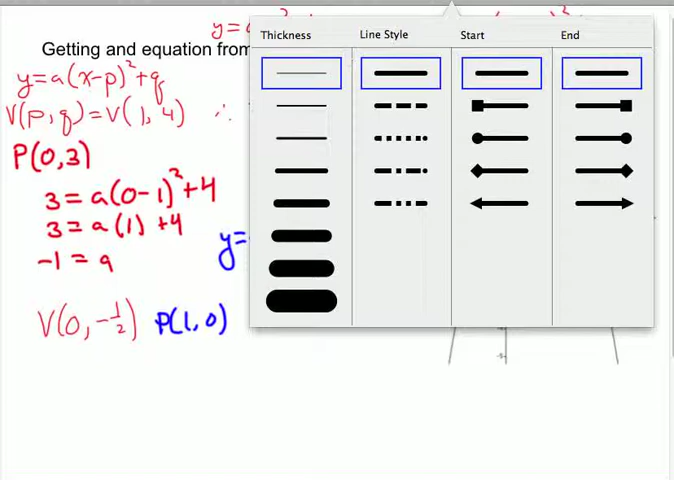 y=a
Getting and equation from
y=a(x-p)²+q
V(p,q)=V(1,4) ∴
P(0,3)
3=a(0-1)²+4
3=a(1)+4
-1=a
y=
V(0,-1/2) P(1,0)
Thickness Line Style Start End